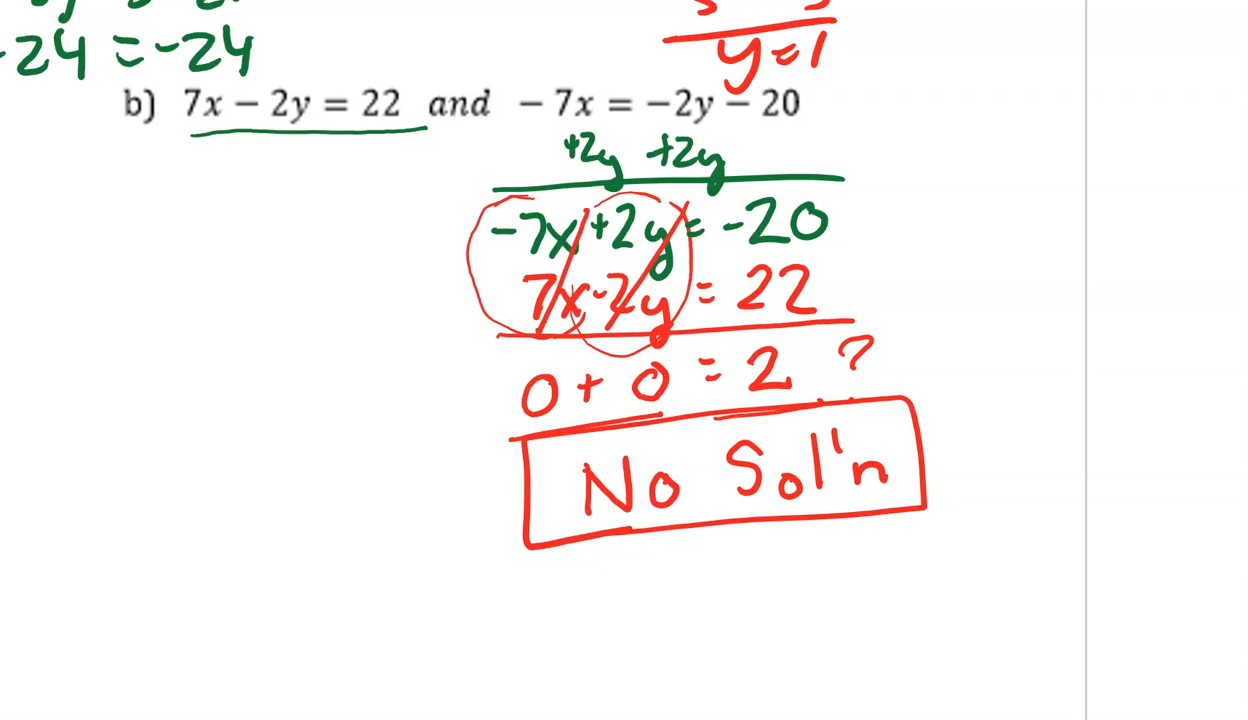 -24 = -24
y = 1
b) 7x − 2y = 22 and − 7x = −2y − 20
+2y +2y
-7x +2y = -20
7x -2y = 22
0 + 0 = 2 ?
No Sol'n